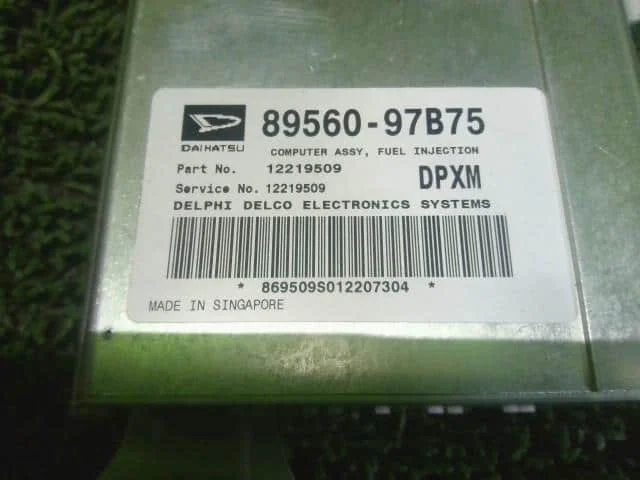 89560-97B75
DAIHATSU
COMPUTER ASSY, FUEL INJECTION
Part No. 12219509
DPXM
Service No. 12219509
DELPHI DELCO ELECTRONICS SYSTEMS
* 869509S012207304 *
MADE IN SINGAPORE